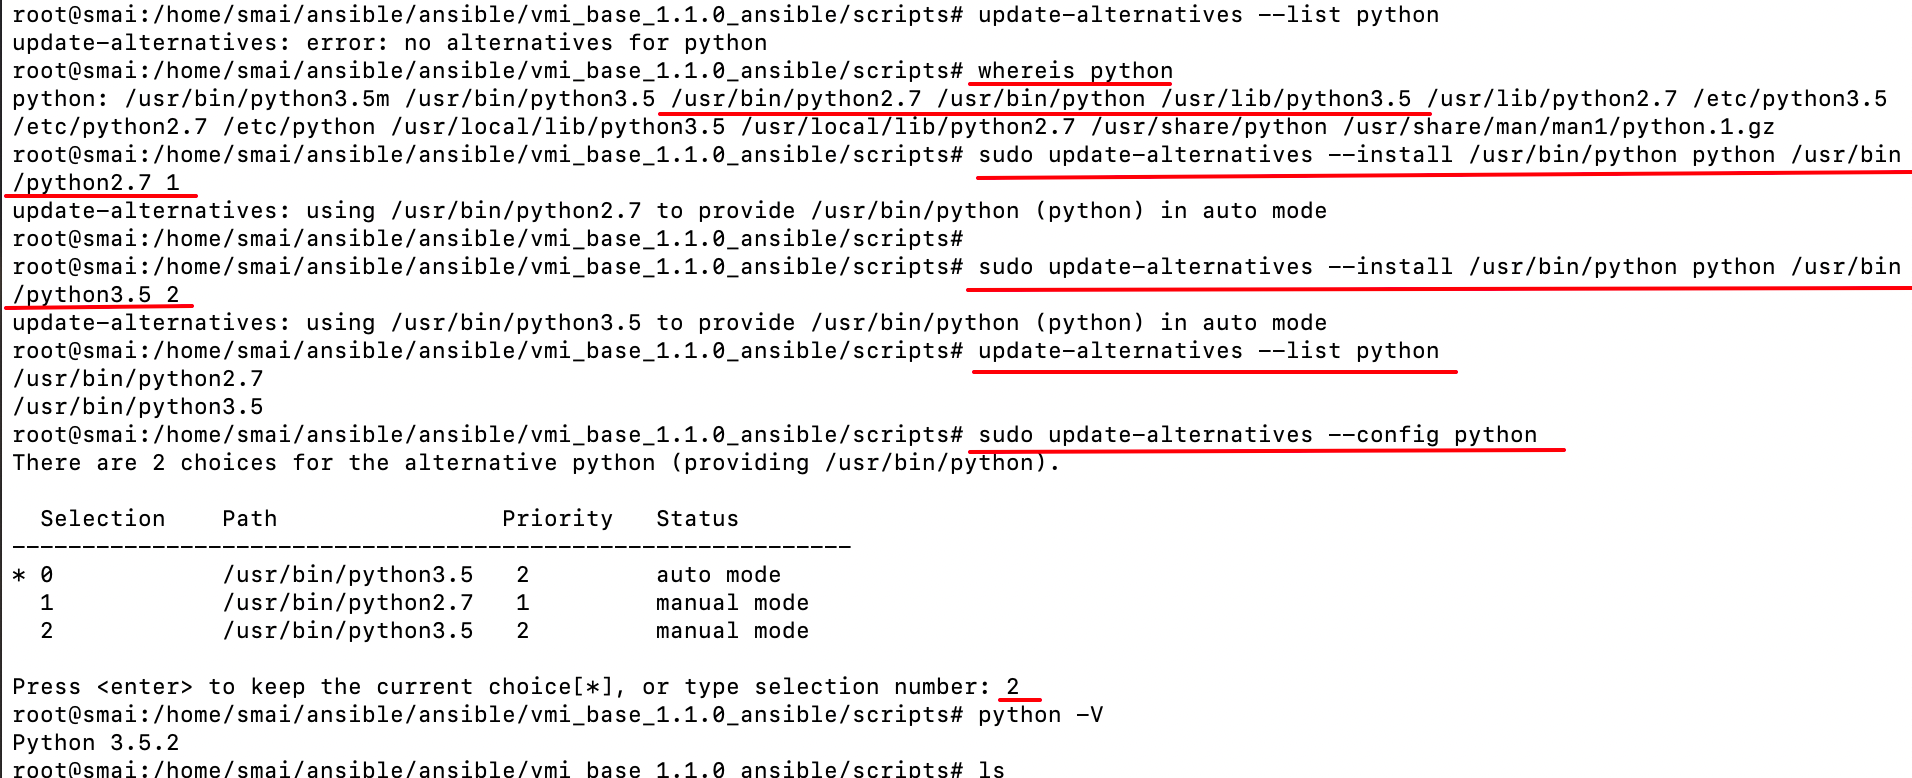 root@smai:/home/smai/ansible/ansible/vmi_base_1.1.0_ansible/scripts# update-alternatives --list python
update-alternatives: error: no alternatives for python
root@smai:/home/smai/ansible/ansible/vmi_base_1.1.0_ansible/scripts# whereis python
python: /usr/bin/python3.5m /usr/bin/python3.5 /usr/bin/python2.7 /usr/bin/python /usr/lib/python3.5 /usr/lib/python2.7 /etc/python3.5
/etc/python2.7 /etc/python /usr/local/lib/python3.5 /usr/local/lib/python2.7 /usr/share/python /usr/share/man/man1/python.1.gz
root@smai:/home/smai/ansible/ansible/vmi_base_1.1.0_ansible/scripts# sudo update-alternatives --install /usr/bin/python python /usr/bin
/python2.7 1
update-alternatives: using /usr/bin/python2.7 to provide /usr/bin/python (python) in auto mode
root@smai:/home/smai/ansible/ansible/vmi_base_1.1.0_ansible/scripts#
root@smai:/home/smai/ansible/ansible/vmi_base_1.1.0_ansible/scripts# sudo update-alternatives --install /usr/bin/python python /usr/bin
/python3.5 2
update-alternatives: using /usr/bin/python3.5 to provide /usr/bin/python (python) in auto mode
root@smai:/home/smai/ansible/ansible/vmi_base_1.1.0_ansible/scripts# update-alternatives --list python
/usr/bin/python2.7
/usr/bin/python3.5
root@smai:/home/smai/ansible/ansible/vmi_base_1.1.0_ansible/scripts# sudo update-alternatives --config python
There are 2 choices for the alternative python (providing /usr/bin/python).
Selection    Path                Priority   Status
------------------------------------------------------------
* 0            /usr/bin/python3.5   2         auto mode
1            /usr/bin/python2.7   1         manual mode
2            /usr/bin/python3.5   2         manual mode
Press <enter> to keep the current choice[*], or type selection number: 2
root@smai:/home/smai/ansible/ansible/vmi_base_1.1.0_ansible/scripts# python -V
Python 3.5.2
root@smai:/home/smai/ansible/ansible/vmi_base_1.1.0_ansible/scripts# ls